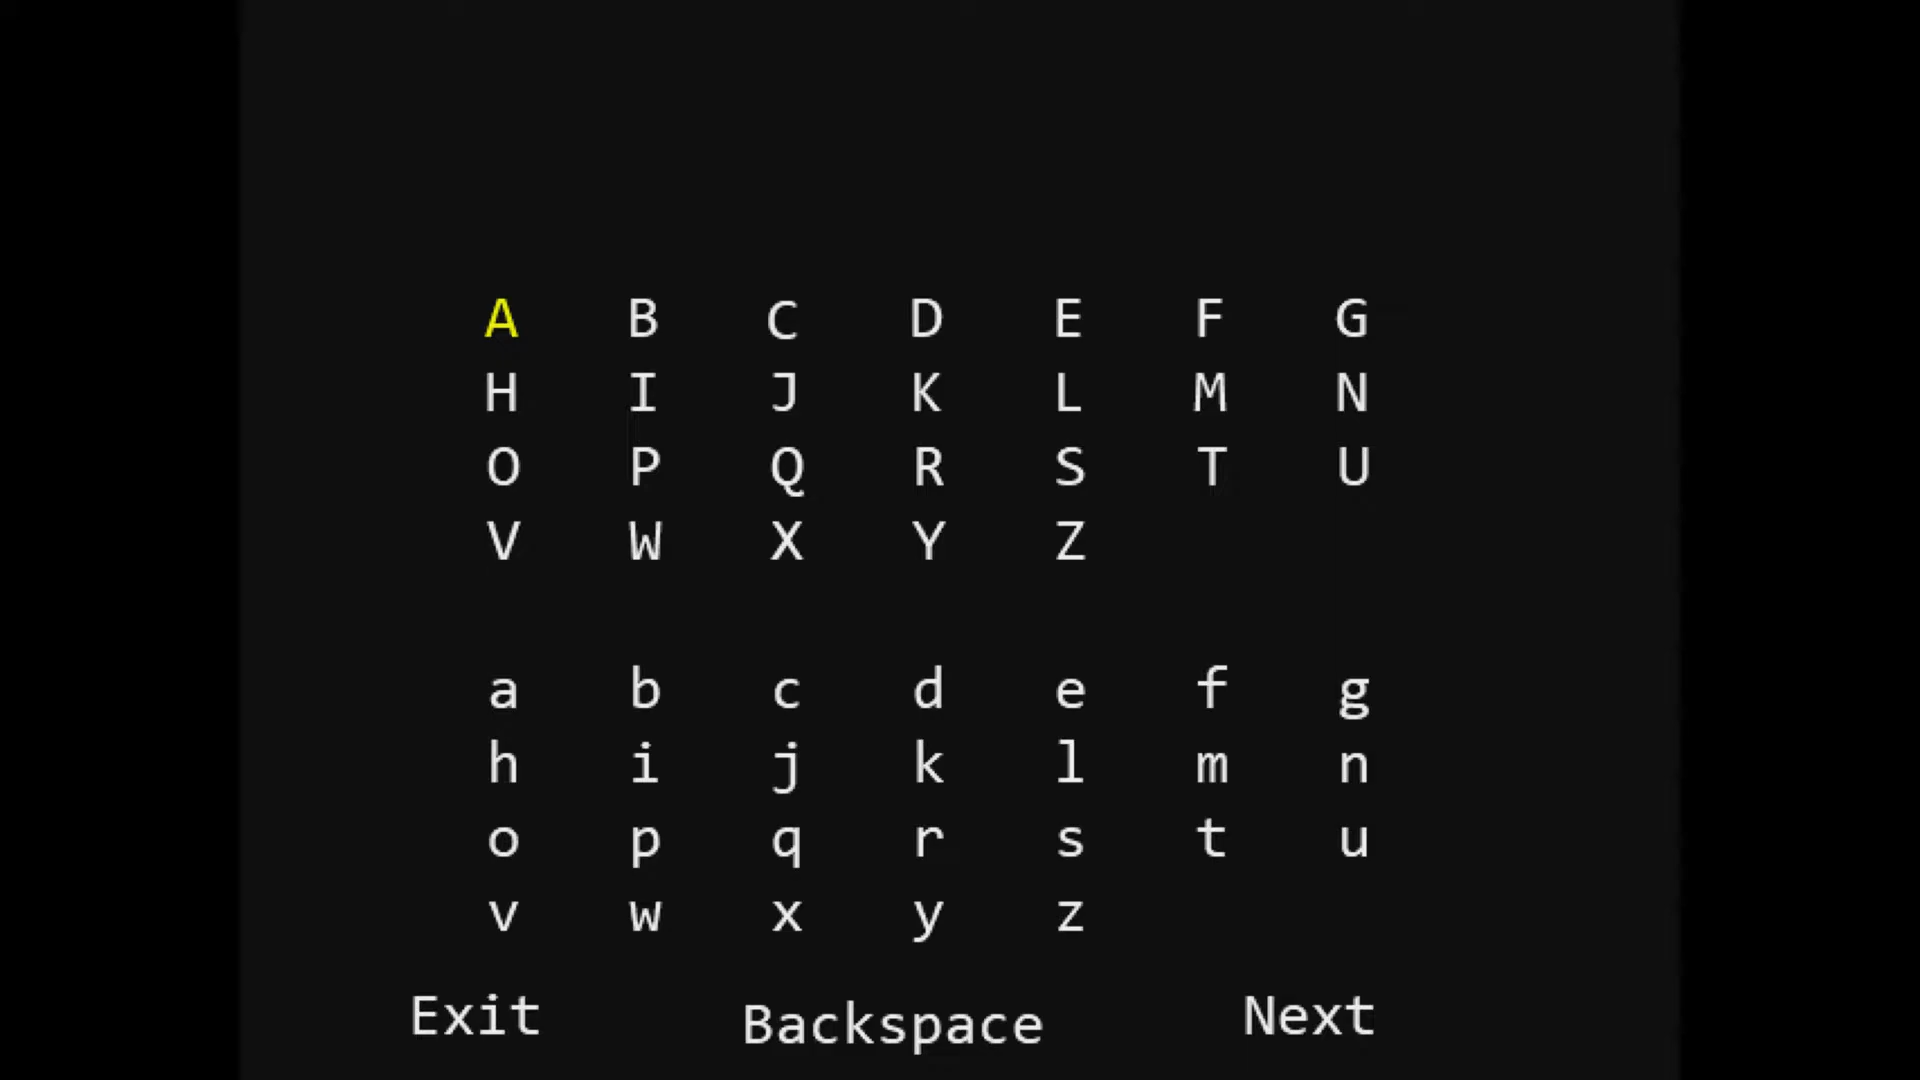 A B C D E F G
H I J K L M N
O P Q R S T U
V W X Y Z
a b c d e f g
h i j k l m n
o p q r s t u
v w x y z
Exit Backspace Next